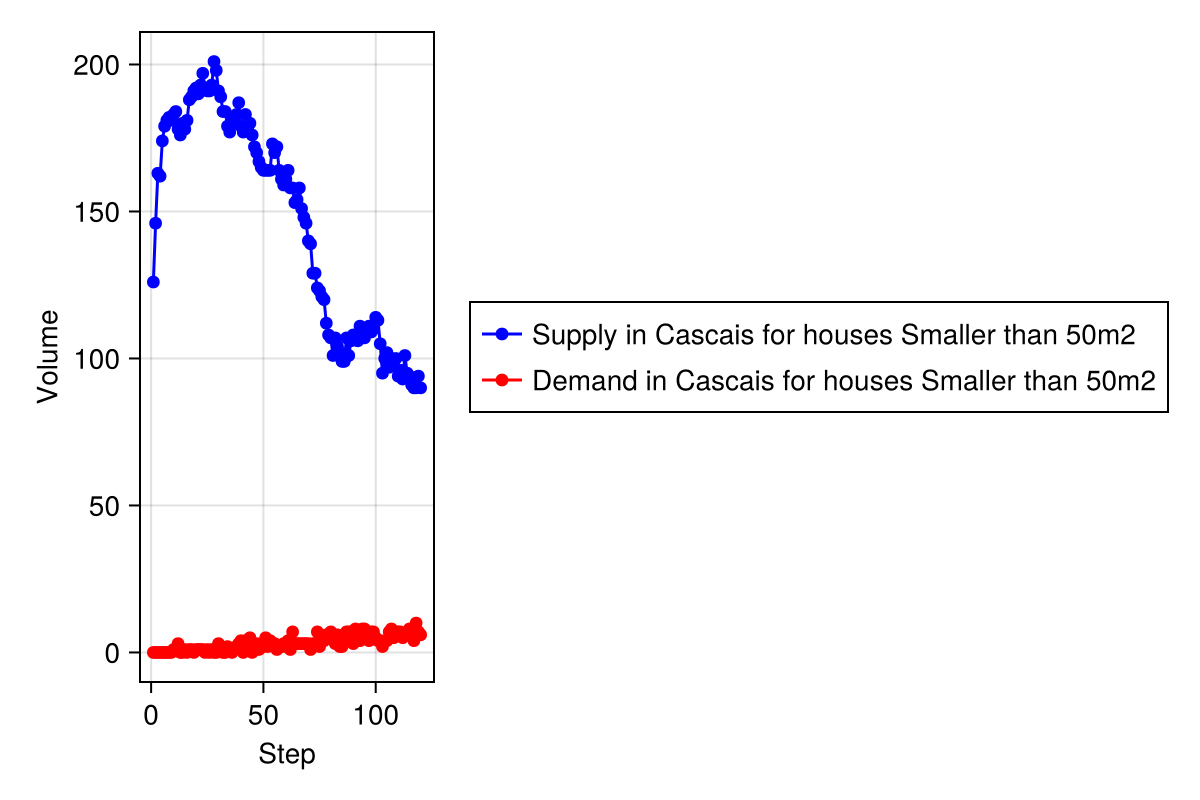 200
150
100
50
0
Volume
0 50 100
Step
Supply in Cascais for houses Smaller than 50m2
Demand in Cascais for houses Smaller than 50m2